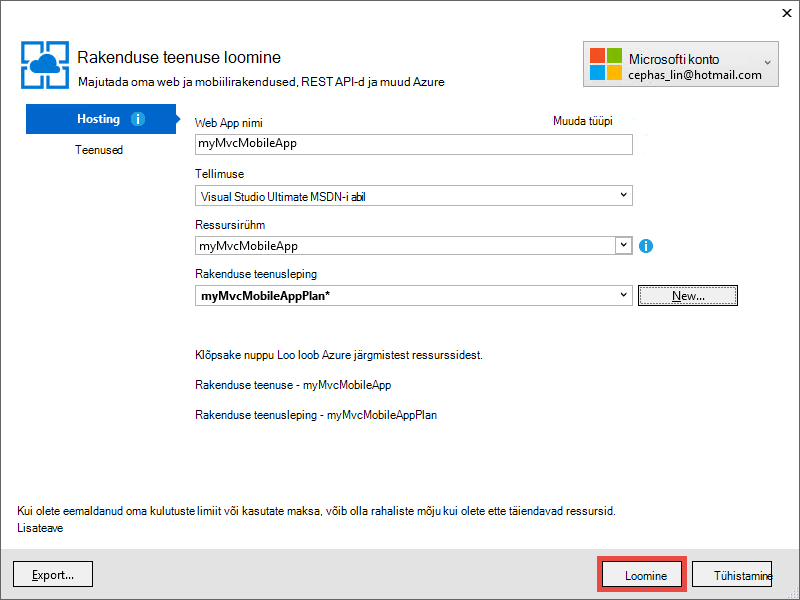 Rakenduse teenuse loomine
Majutada oma web ja mobiilirakendused, REST API-d ja muud Azure
Microsofti konto
cephas_lin@hotmail.com
Hosting
Teenused
Web App nimi
Muuda tüüpi
myMvcMobileApp
Tellimuse
Visual Studio Ultimate MSDN-i abil
Ressursirühm
myMvcMobileApp
Rakenduse teenusleping
myMvcMobileAppPlan*
New...
Klõpsake nuppu Loo loob Azure järgmistest ressurssidest.
Rakenduse teenuse - myMvcMobileApp
Rakenduse teenusleping - myMvcMobileAppPlan
Kui olete eemaldanud oma kulutuste limiit või kasutate maksa, võib olla rahaliste mõju kui olete ette täiendavad ressursid.
Lisateave
Export...
Loomine
Tühistamine